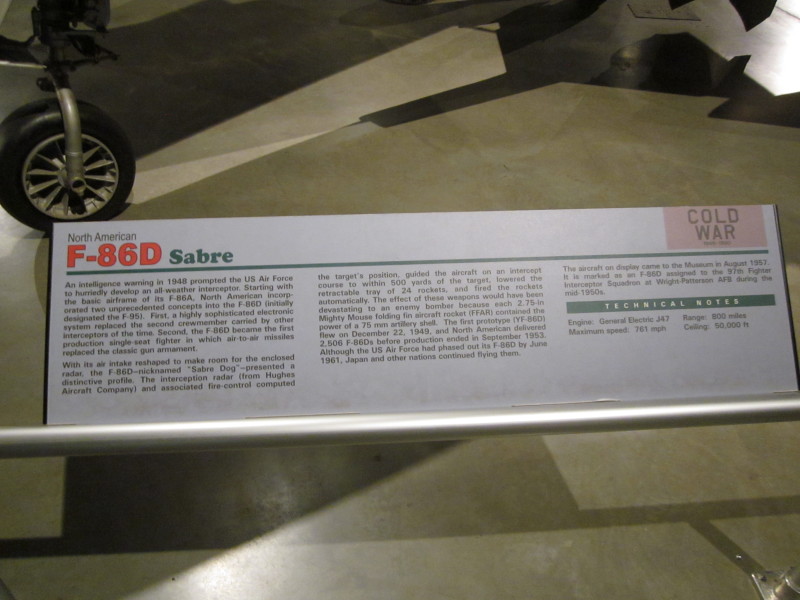 North American
F-86D Sabre
An intelligence warning in 1948 prompted the US Air Force
to hurriedly develop an all-weather interceptor. Starting with
the basic airframe of its F-86A, North American incorp-
orated two unprecedented concepts into the F-86D (initially
designated the F-95). First, a highly sophisticated electronic
system replaced the second crewmember carried by other
interceptors of the time. Second, the F-86D became the first
production single-seat fighter in which air-to-air missiles
replaced the classic gun armament.
With its air intake reshaped to make room for the enclosed
radar, the F-86D—nicknamed "Sabre Dog"—presented a
distinctive profile. The interception radar (from Hughes
Aircraft Company) and associated fire-control computed
the target's position, guided the aircraft on an intercept
course to within 500 yards of the target, lowered the
retractable tray of 24 rockets, and fired the rockets
automatically. The effect of these weapons would have been
devastating to an enemy bomber because each 2.75-in
Mighty Mouse folding fin aircraft rocket (FFAR) contained the
power of a 75 mm artillery shell. The first prototype (YF-86D)
flew on December 22, 1949, and North American delivered
2,506 F-86Ds before production ended in September 1953.
Although the US Air Force had phased out its F-86D by June
1961, Japan and other nations continued flying them.
COLD
WAR
The aircraft on display came to the Museum in August 1957.
It is marked as an F-86D assigned to the 97th Fighter
Interceptor Squadron at Wright-Patterson AFB during the
mid-1950s.
TECHNICAL NOTES
Engine: General Electric J47
Maximum speed: 761 mph
Range: 800 miles
Ceiling: 50,000 ft